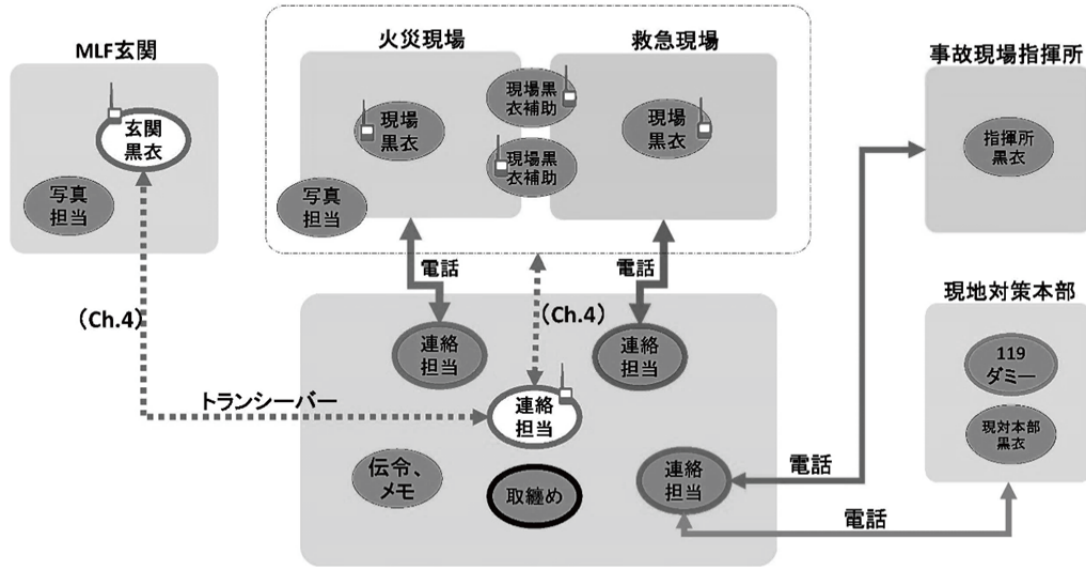 MLF玄関
玄関
黒衣
写真
担当
(Ch.4)
トランシーバー
火災現場
現場
黒衣
写真
担当
現場黒
衣補助
現場黒
衣補助
救急現場
現場
黒衣
電話
電話
(Ch.4)
連絡
担当
連絡
担当
連絡
担当
伝令、
メモ
取纏め
連絡
担当
電話
電話
事故現場指揮所
指揮所
黒衣
現地対策本部
119
ダミー
現対本部
黒衣